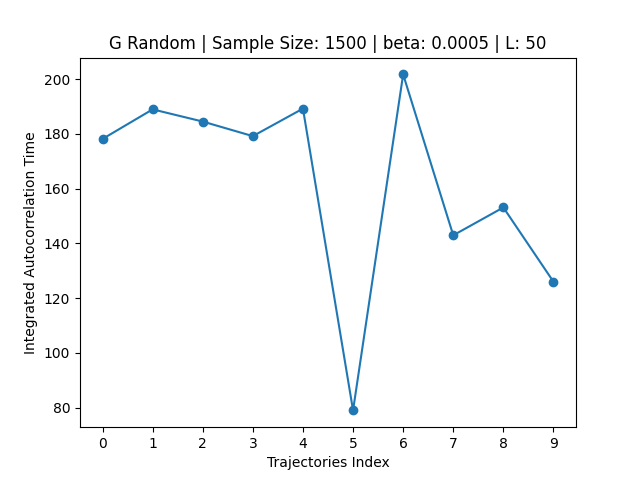 G Random | Sample Size: 1500 | beta: 0.0005 | L: 50
Integrated Autocorrelation Time
200
180
160
140
120
100
80
0 1 2 3 4 5 6 7 8 9
Trajectories Index